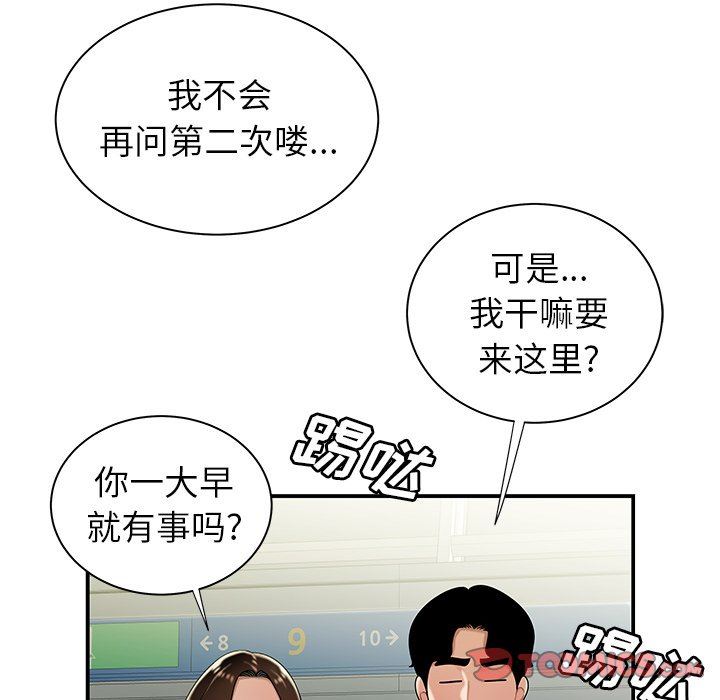 我不会
再问第二次喽...
可是...
我干嘛要
来这里?
踢哒
你一大早
就有事吗?
←8
9
10→
踢哒